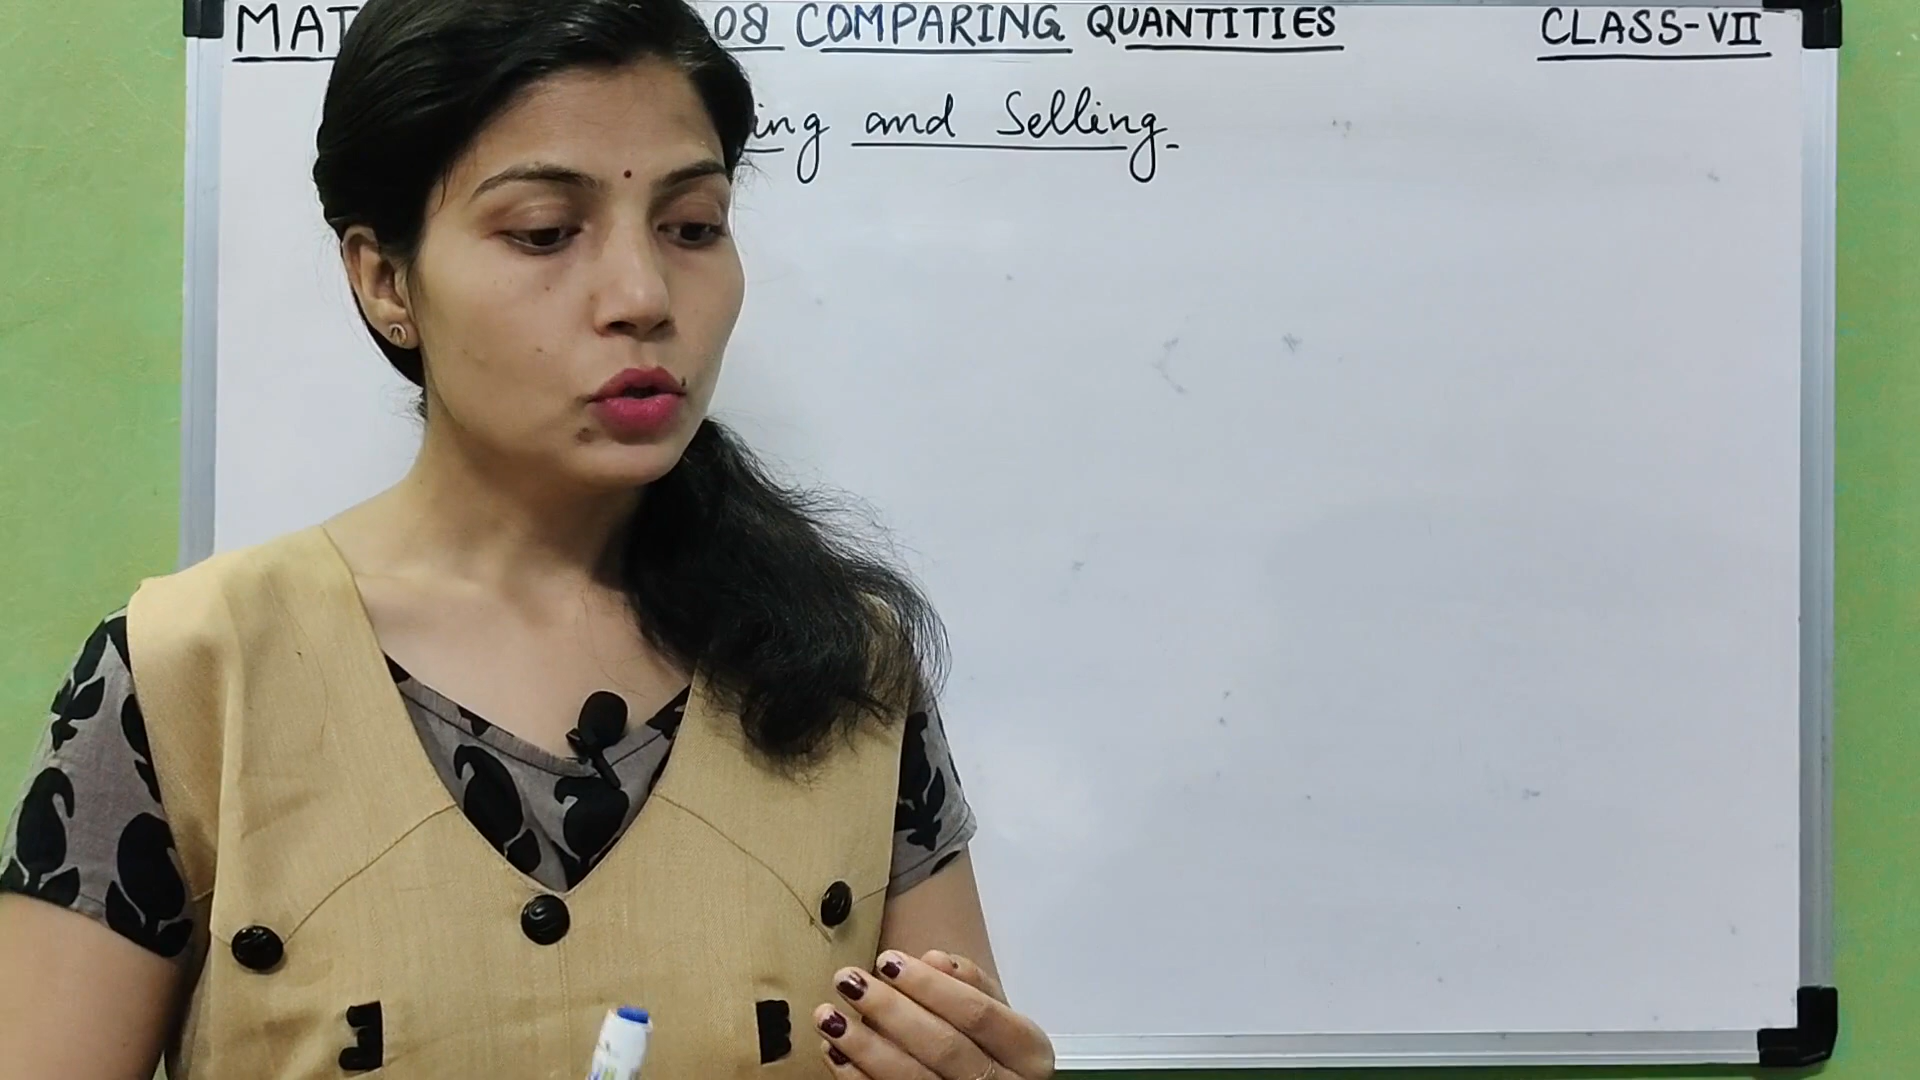 MAT 08 COMPARING QUANTITIES CLASS-VII
ing and Selling-